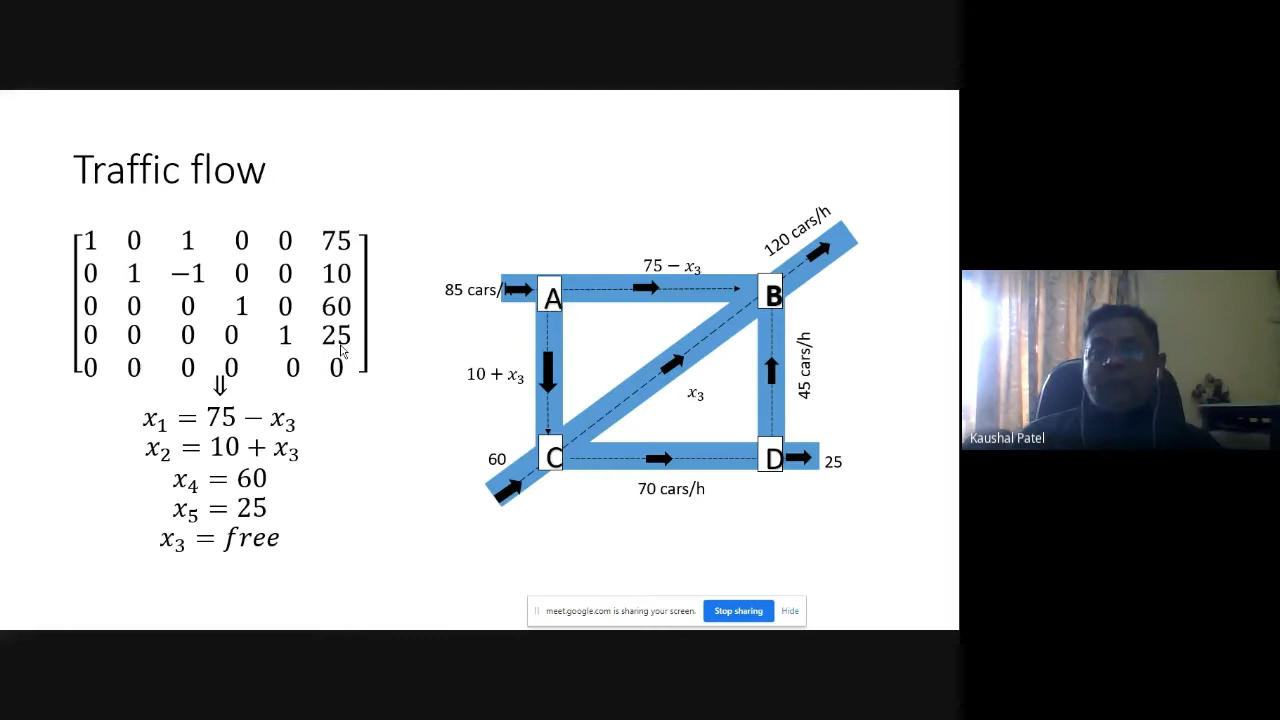 Traffic flow
1 0 1 0 0 75
0 1 −1 0 0 10
0 0 0 1 0 60
0 0 0 0 1 25
0 0 0 0 0 0
⇓
x₁ = 75 − x₃
x₂ = 10 + x₃
x₄ = 60
x₅ = 25
x₃ = free
120 cars/h
75 − x₃
85 cars/
A
B
10 + x₃
x₃
45 cars/h
60
C
D
25
70 cars/h
meet.google.com is sharing your screen.
Stop sharing
Hide
Kaushal Patel